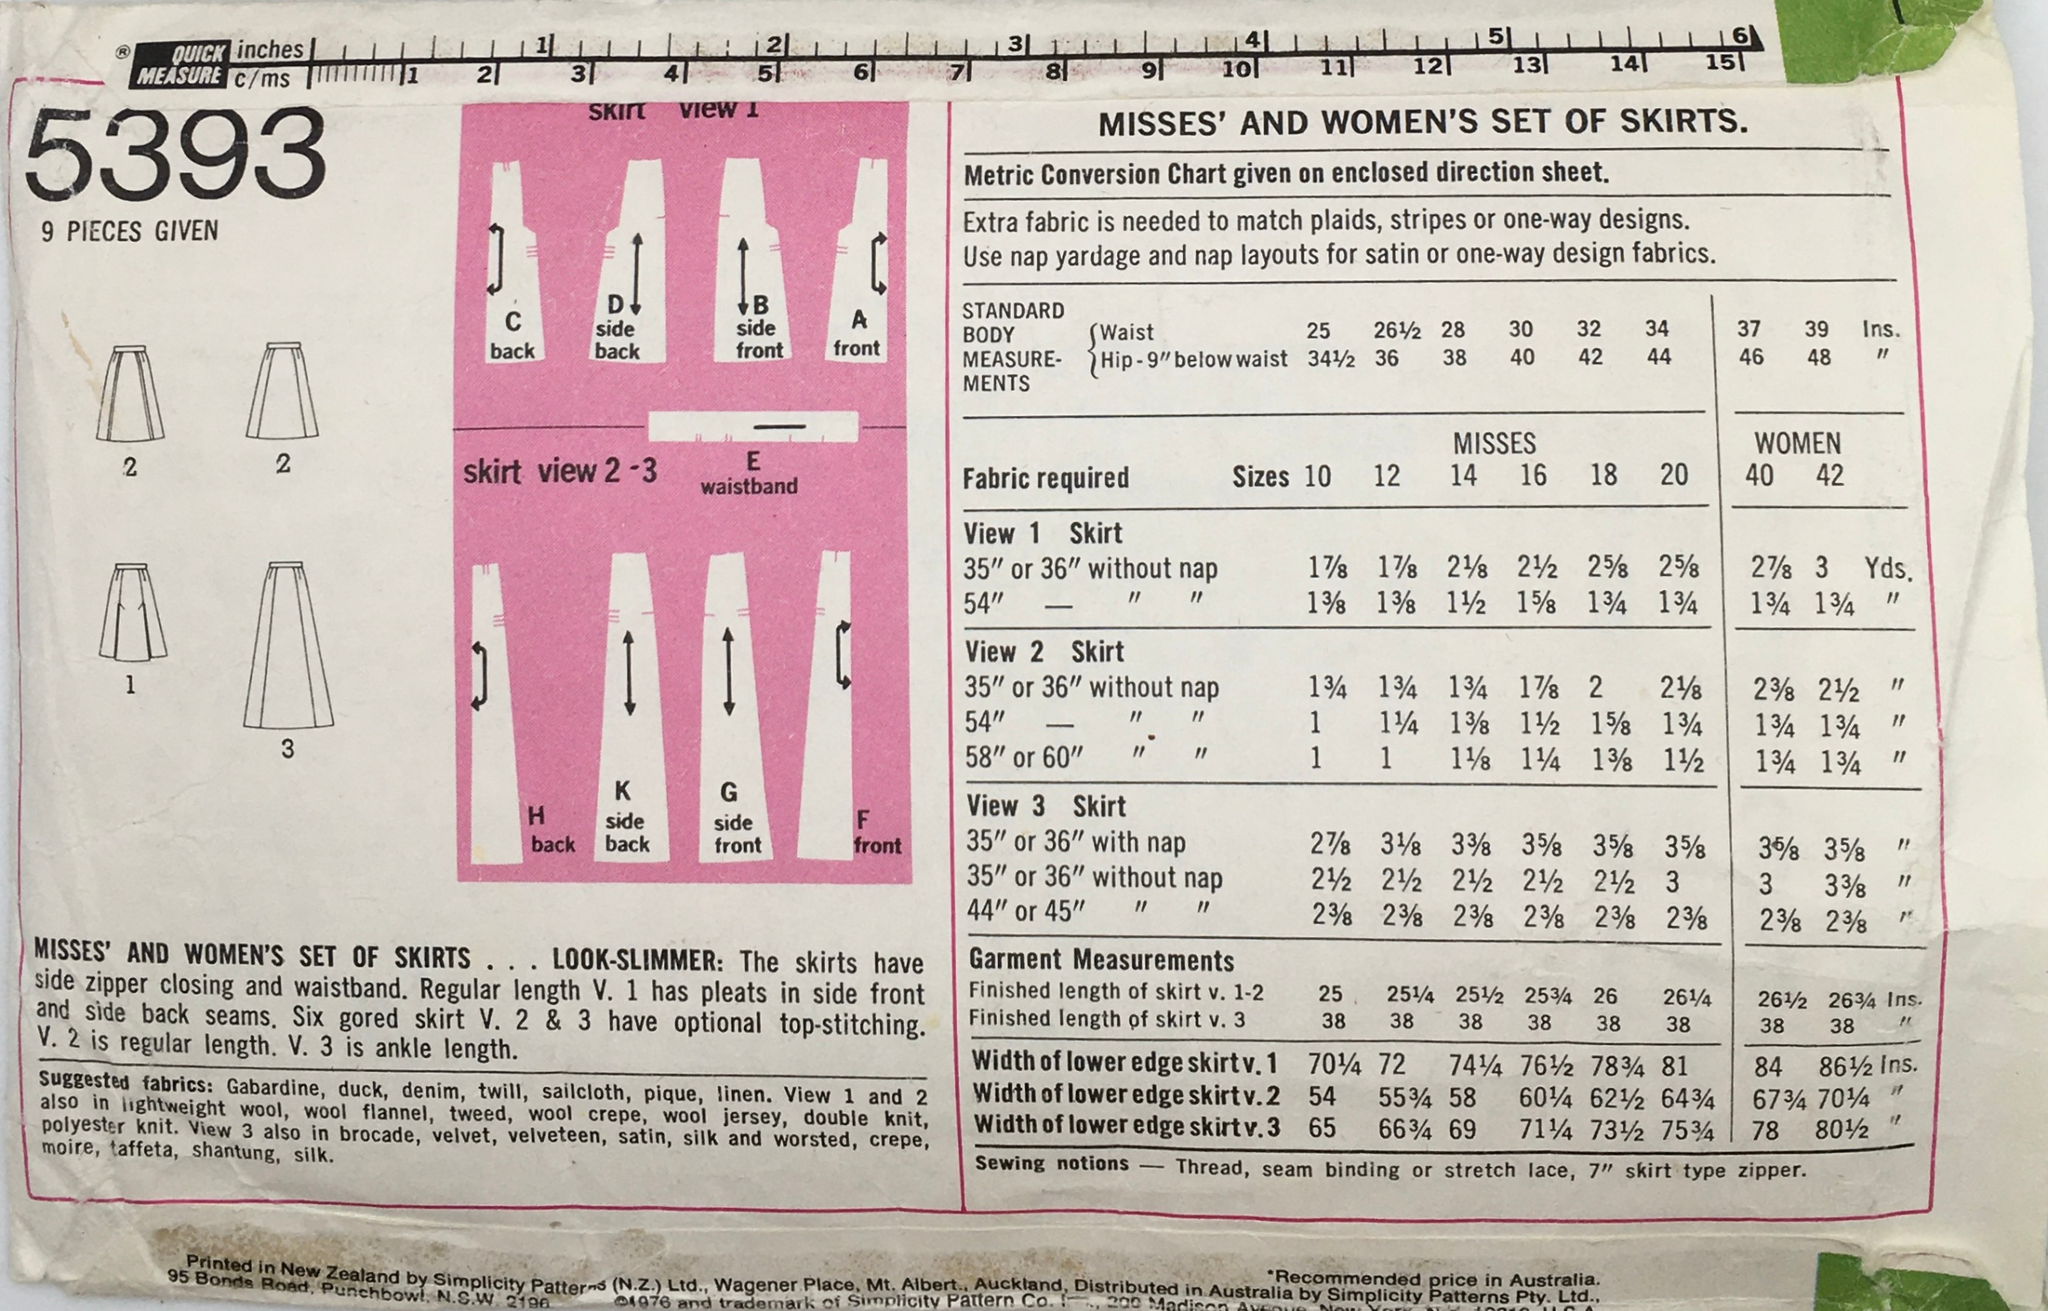 ® QUICK MEASURE inches 1 2 3 4 5 6
c/ms 1 2 3 4 5 6 7 8 9 10 11 12 13 14 15
5393
9 PIECES GIVEN
2 2
1 3
skirt view 1
C back
D side back
B side front
A front
E waistband
skirt view 2-3
H back
K side back
G side front
F front
MISSES' AND WOMEN'S SET OF SKIRTS . . . LOOK-SLIMMER: The skirts have
side zipper closing and waistband. Regular length V. 1 has pleats in side front
and side back seams. Six gored skirt V. 2 & 3 have optional top-stitching.
V. 2 is regular length. V. 3 is ankle length.
Suggested fabrics: Gabardine, duck, denim, twill, sailcloth, pique, linen. View 1 and 2
also in lightweight wool, wool flannel, tweed, wool crepe, wool jersey, double knit,
polyester knit. View 3 also in brocade, velvet, velveteen, satin, silk and worsted, crepe,
moire, taffeta, shantung, silk.
MISSES' AND WOMEN'S SET OF SKIRTS.
Metric Conversion Chart given on enclosed direction sheet.
Extra fabric is needed to match plaids, stripes or one-way designs.
Use nap yardage and nap layouts for satin or one-way design fabrics.
STANDARD
BODY { Waist 25 26½ 28 30 32 34 37 39 Ins.
MEASURE- { Hip - 9" below waist 34½ 36 38 40 42 44 46 48 "
MENTS
MISSES WOMEN
Fabric required Sizes 10 12 14 16 18 20 40 42
View 1 Skirt
35" or 36" without nap 1⅞ 1⅞ 2⅛ 2½ 2⅝ 2⅝ 2⅞ 3 Yds.
54" — " " 1⅜ 1⅜ 1½ 1⅝ 1¾ 1¾ 1¾ 1¾ "
View 2 Skirt
35" or 36" without nap 1¾ 1¾ 1¾ 1⅞ 2 2⅛ 2⅜ 2½ "
54" — " " 1 1¼ 1⅜ 1½ 1⅝ 1¾ 1¾ 1¾ "
58" or 60" " " 1 1 1⅛ 1¼ 1⅜ 1½ 1¾ 1¾ "
View 3 Skirt
35" or 36" with nap 2⅞ 3⅛ 3⅜ 3⅝ 3⅝ 3⅝ 3⅝ 3⅝ "
35" or 36" without nap 2½ 2½ 2½ 2½ 2½ 3 3 3⅜ "
44" or 45" " " 2⅜ 2⅜ 2⅜ 2⅜ 2⅜ 2⅜ 2⅜ 2⅜ "
Garment Measurements
Finished length of skirt v. 1-2 25 25¼ 25½ 25¾ 26 26¼ 26½ 26¾ Ins.
Finished length of skirt v. 3 38 38 38 38 38 38 38 38 "
Width of lower edge skirt v. 1 70¼ 72 74¼ 76½ 78¾ 81 84 86½ Ins.
Width of lower edge skirt v. 2 54 55¾ 58 60¼ 62½ 64¾ 67¾ 70¼ "
Width of lower edge skirt v. 3 65 66¾ 69 71¼ 73½ 75¾ 78 80½ "
Sewing notions — Thread, seam binding or stretch lace, 7" skirt type zipper.
*Recommended price in Australia.
Printed in New Zealand by Simplicity Patterns (N.Z.) Ltd., Wagener Place, Mt. Albert., Auckland, Distributed in Australia by Simplicity Patterns Pty. Ltd.,
95 Bonds Road, Punchbowl, N.S.W. 2196 ©1976 and trademark of Simplicity Pattern Co. 200 Madison Avenue, New York